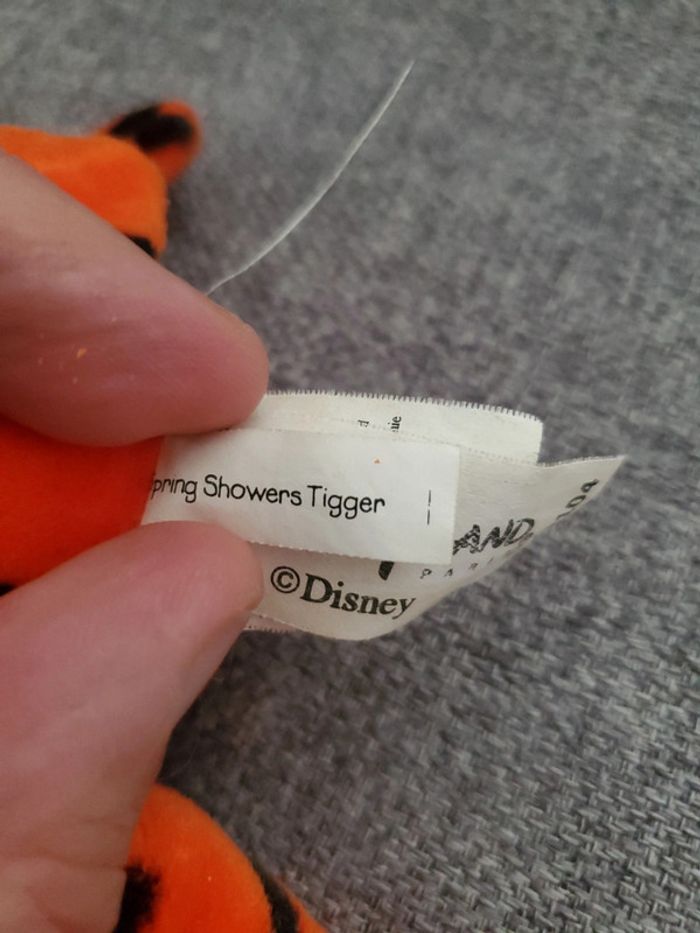 pring Showers Tigger
AND
©Disney